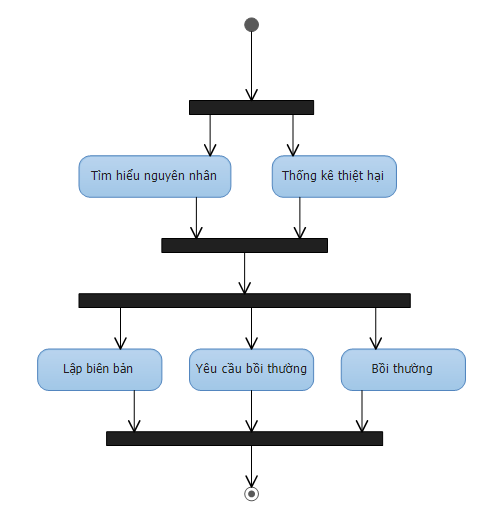 Tìm hiểu nguyên nhân
Thống kê thiệt hại
Lập biên bản
Yêu cầu bồi thường
Bồi thường